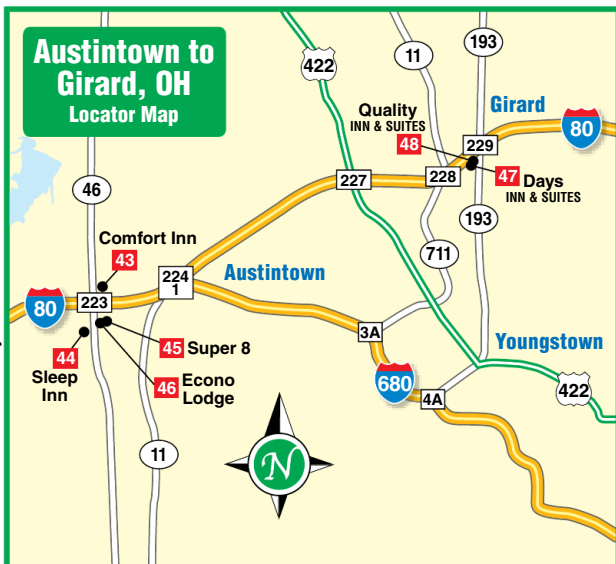 Austintown to
Girard, OH
Locator Map
422
11
193
Quality
INN & SUITES
48
Girard
80
229
47
Days
INN & SUITES
228
227
46
193
Comfort Inn
43
711
224
1
Austintown
80
223
3A
44
Sleep
Inn
45
Super 8
46
Econo
Lodge
Youngstown
680
422
4A
11
N